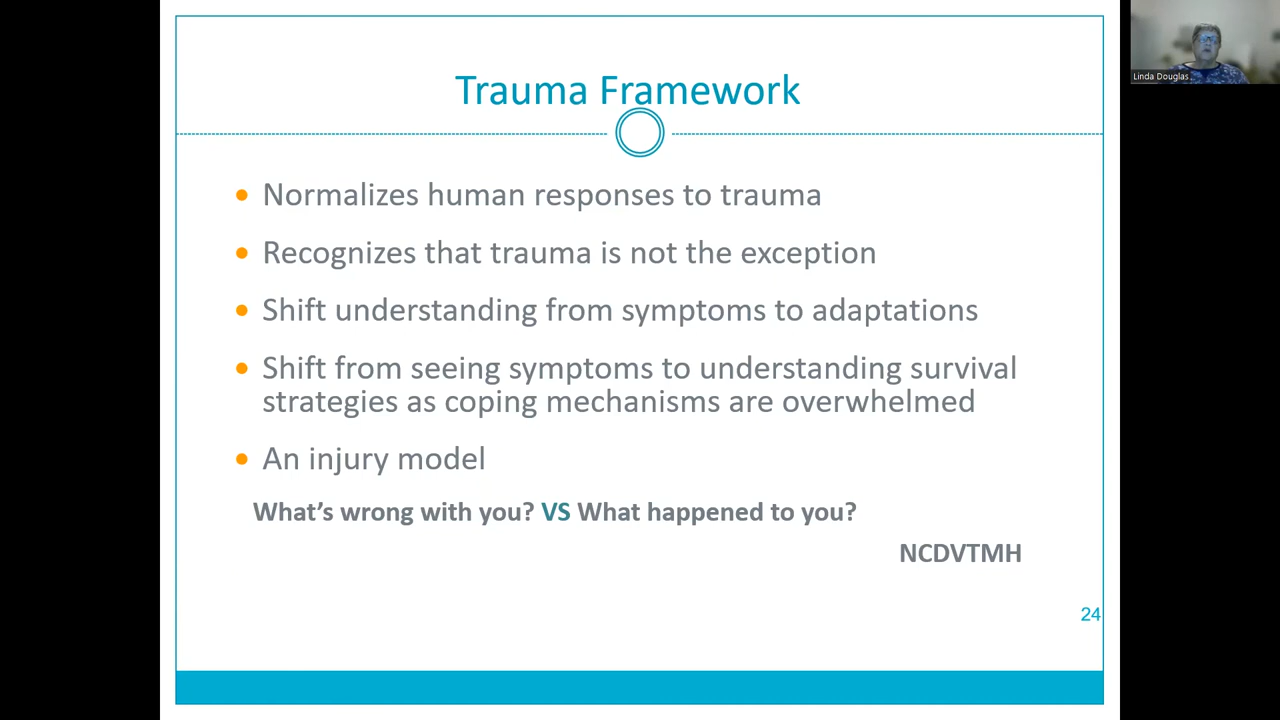 Trauma Framework
Linda Douglas
Normalizes human responses to trauma
Recognizes that trauma is not the exception
Shift understanding from symptoms to adaptations
Shift from seeing symptoms to understanding survival
strategies as coping mechanisms are overwhelmed
An injury model
What’s wrong with you? VS What happened to you?
NCDVTMH
24